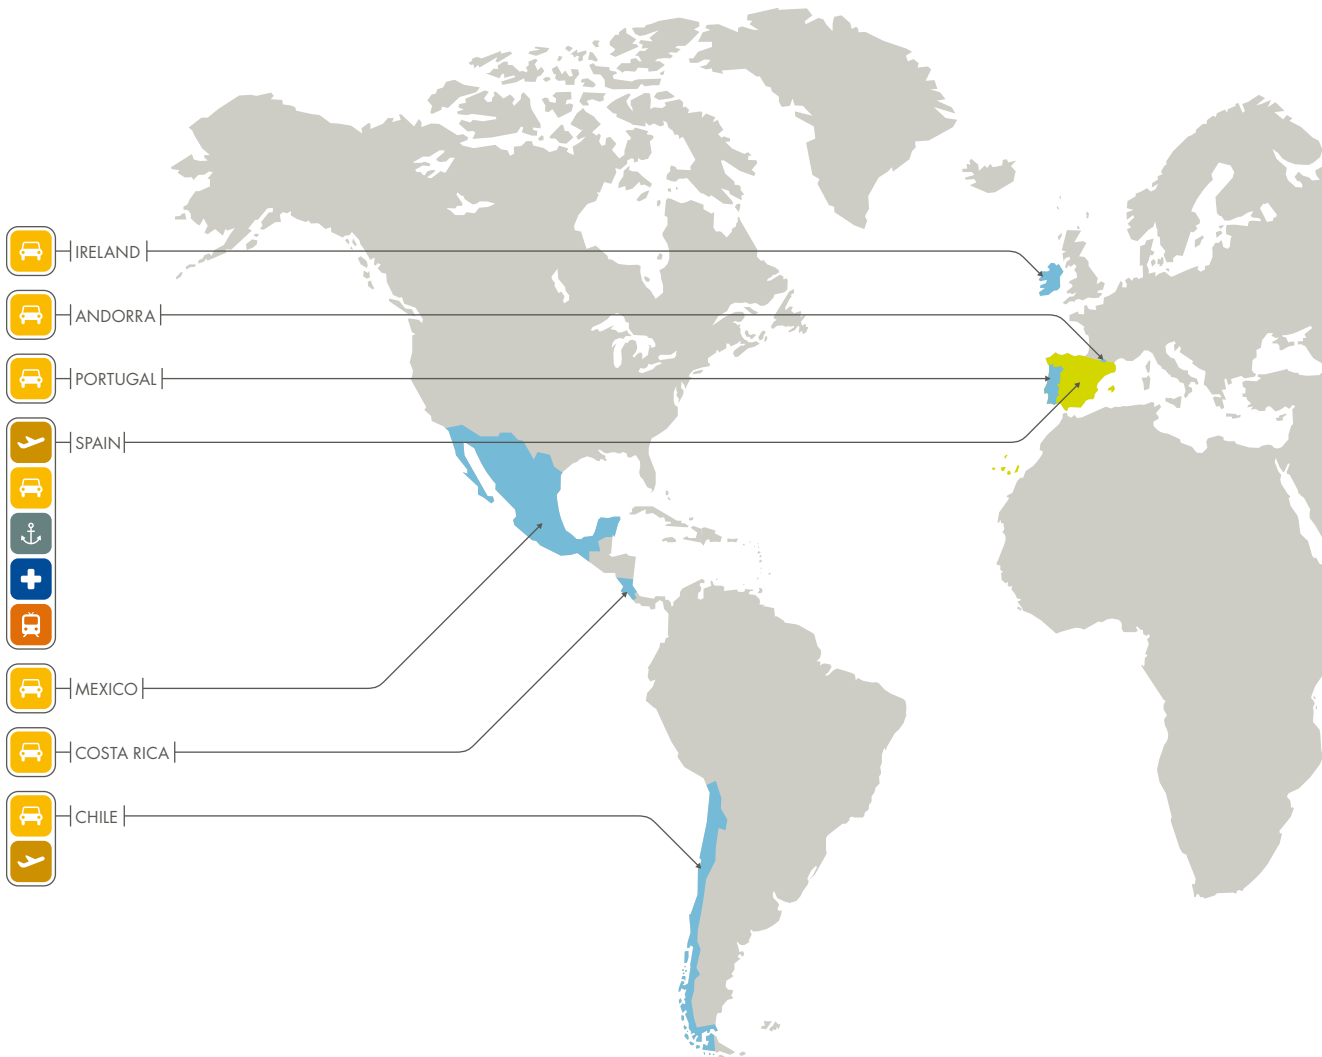 IRELAND
ANDORRA
PORTUGAL
SPAIN
MEXICO
COSTA RICA
CHILE